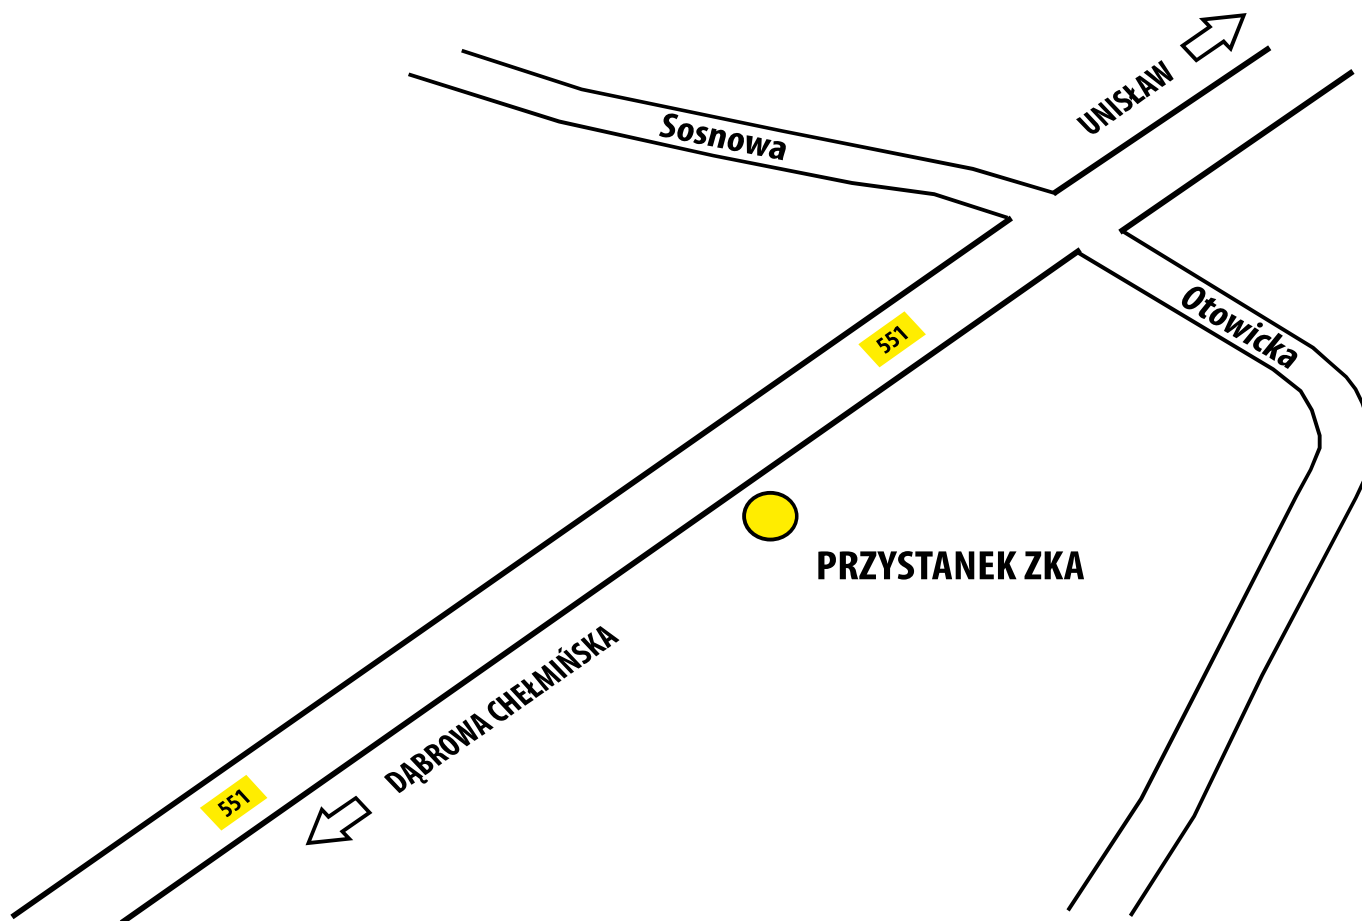 UNISŁAW
Sosnowa
Otowicka
551
PRZYSTANEK ZKA
DĄBROWA CHEŁMIŃSKA
551